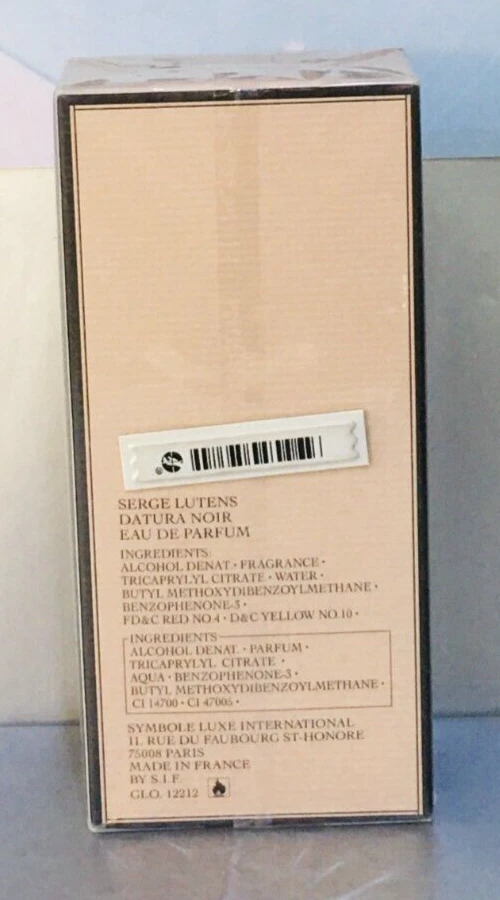 SERGE LUTENS
DATURA NOIR
EAU DE PARFUM
INGREDIENTS:
ALCOHOL DENAT • FRAGRANCE •
TRICAPRYLYL CITRATE • WATER •
BUTYL METHOXYDIBENZOYLMETHANE •
BENZOPHENONE-3 •
FD&C RED NO.4 • D&C YELLOW NO.10 •
INGREDIENTS
ALCOHOL DENAT. • PARFUM •
TRICAPRYLYL CITRATE •
AQUA • BENZOPHENONE-3 •
BUTYL METHOXYDIBENZOYLMETHANE •
CI 14700 • CI 47005 •
SYMBOLE LUXE INTERNATIONAL
11, RUE DU FAUBOURG ST-HONORE
75008 PARIS
MADE IN FRANCE
BY S.I.F.
GLO. 12212